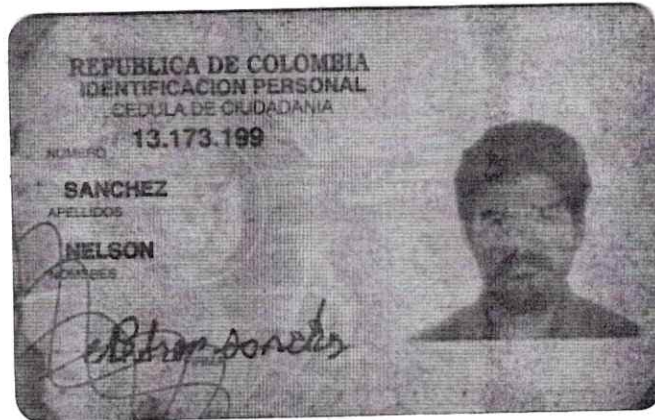 REPUBLICA DE COLOMBIA
IDENTIFICACION PERSONAL
CEDULA DE CIUDADANIA
NUMERO 13.173.199
SANCHEZ
APELLIDOS
NELSON
NOMBRES